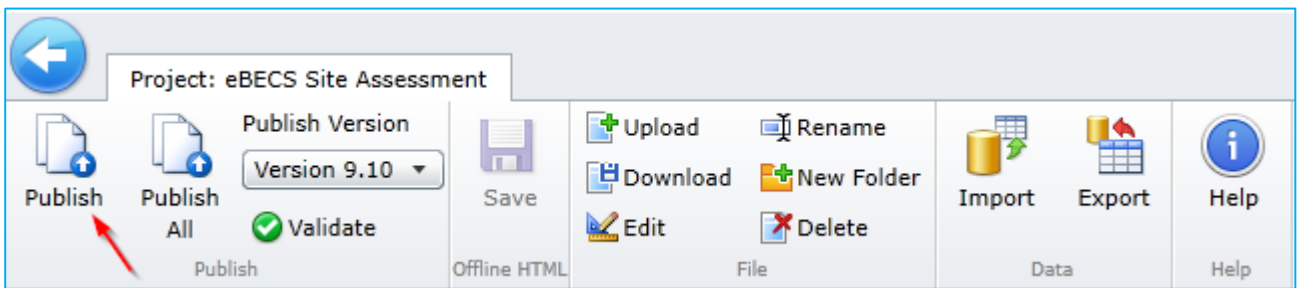 Project: eBECS Site Assessment
Publish
Publish
All
Publish Version
Version 9.10
Validate
Publish
Save
Offline HTML
Upload
Rename
Download
New Folder
Edit
Delete
File
Import
Export
Data
Help
Help